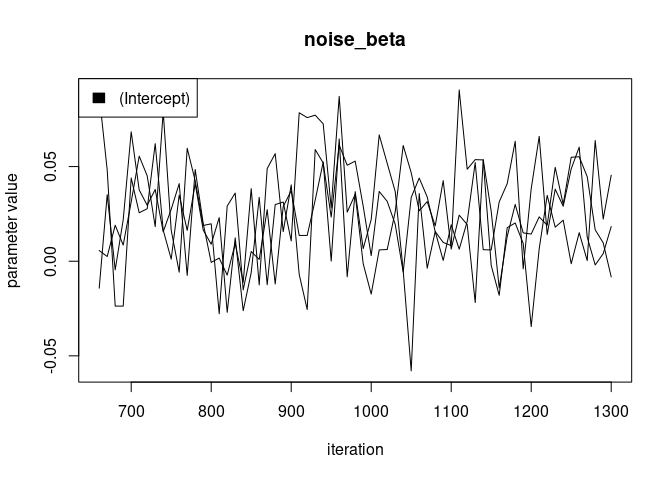 noise_beta
(Intercept)
parameter value
0.05
0.00
-0.05
700 800 900 1000 1100 1200 1300
iteration